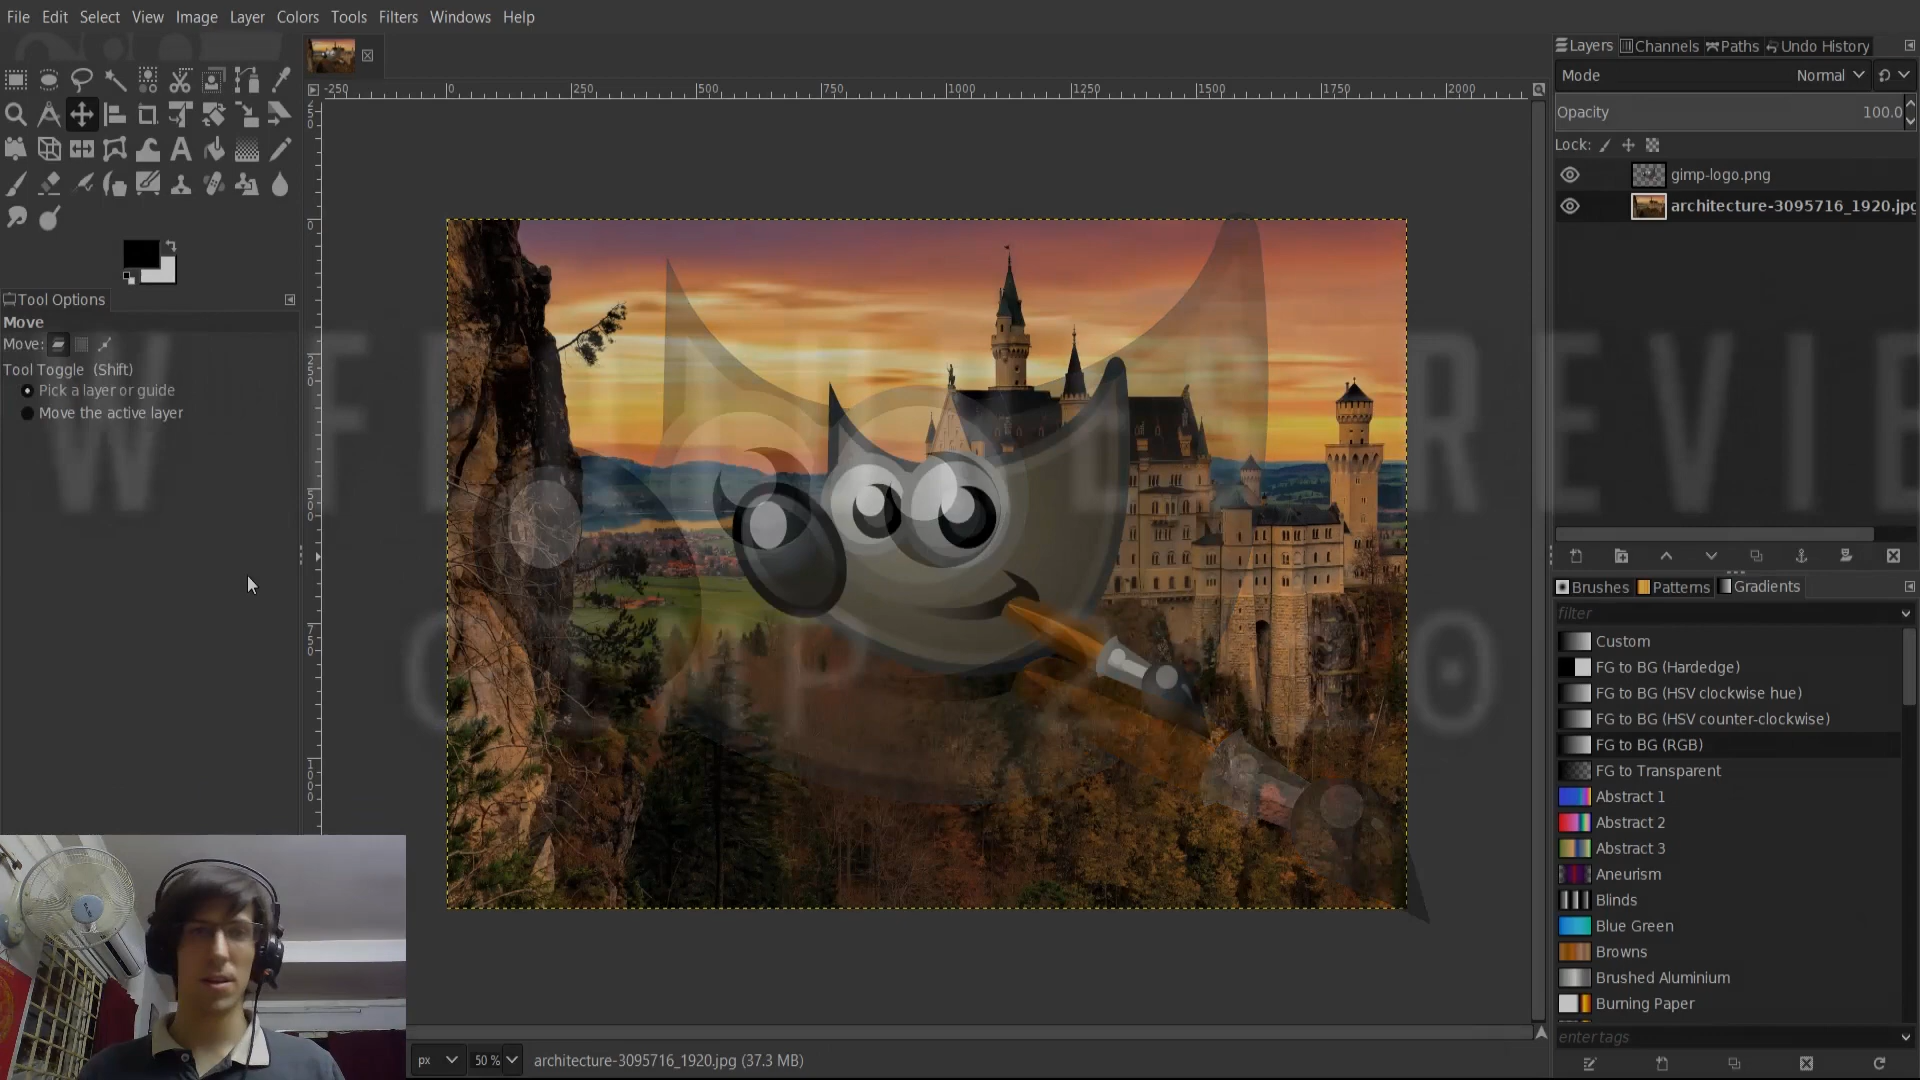 File Edit Select View Image Layer Colors Tools Filters Windows Help
Layers Channels Paths Undo History
Mode Normal
Opacity 100.0
Lock:
gimp-logo.png
architecture-3095716_1920.jpg
-250 0 250 500 750 1000 1250 1500 1750 2000
0
250
500
750
1000
Tool Options
Move
Move:
Tool Toggle (Shift)
Pick a layer or guide
Move the active layer
Brushes Patterns Gradients
filter
Custom
FG to BG (Hardedge)
FG to BG (HSV clockwise hue)
FG to BG (HSV counter-clockwise)
FG to BG (RGB)
FG to Transparent
Abstract 1
Abstract 2
Abstract 3
Aneurism
Blinds
Blue Green
Browns
Brushed Aluminium
Burning Paper
enter tags
px 50 % architecture-3095716_1920.jpg (37.3 MB)